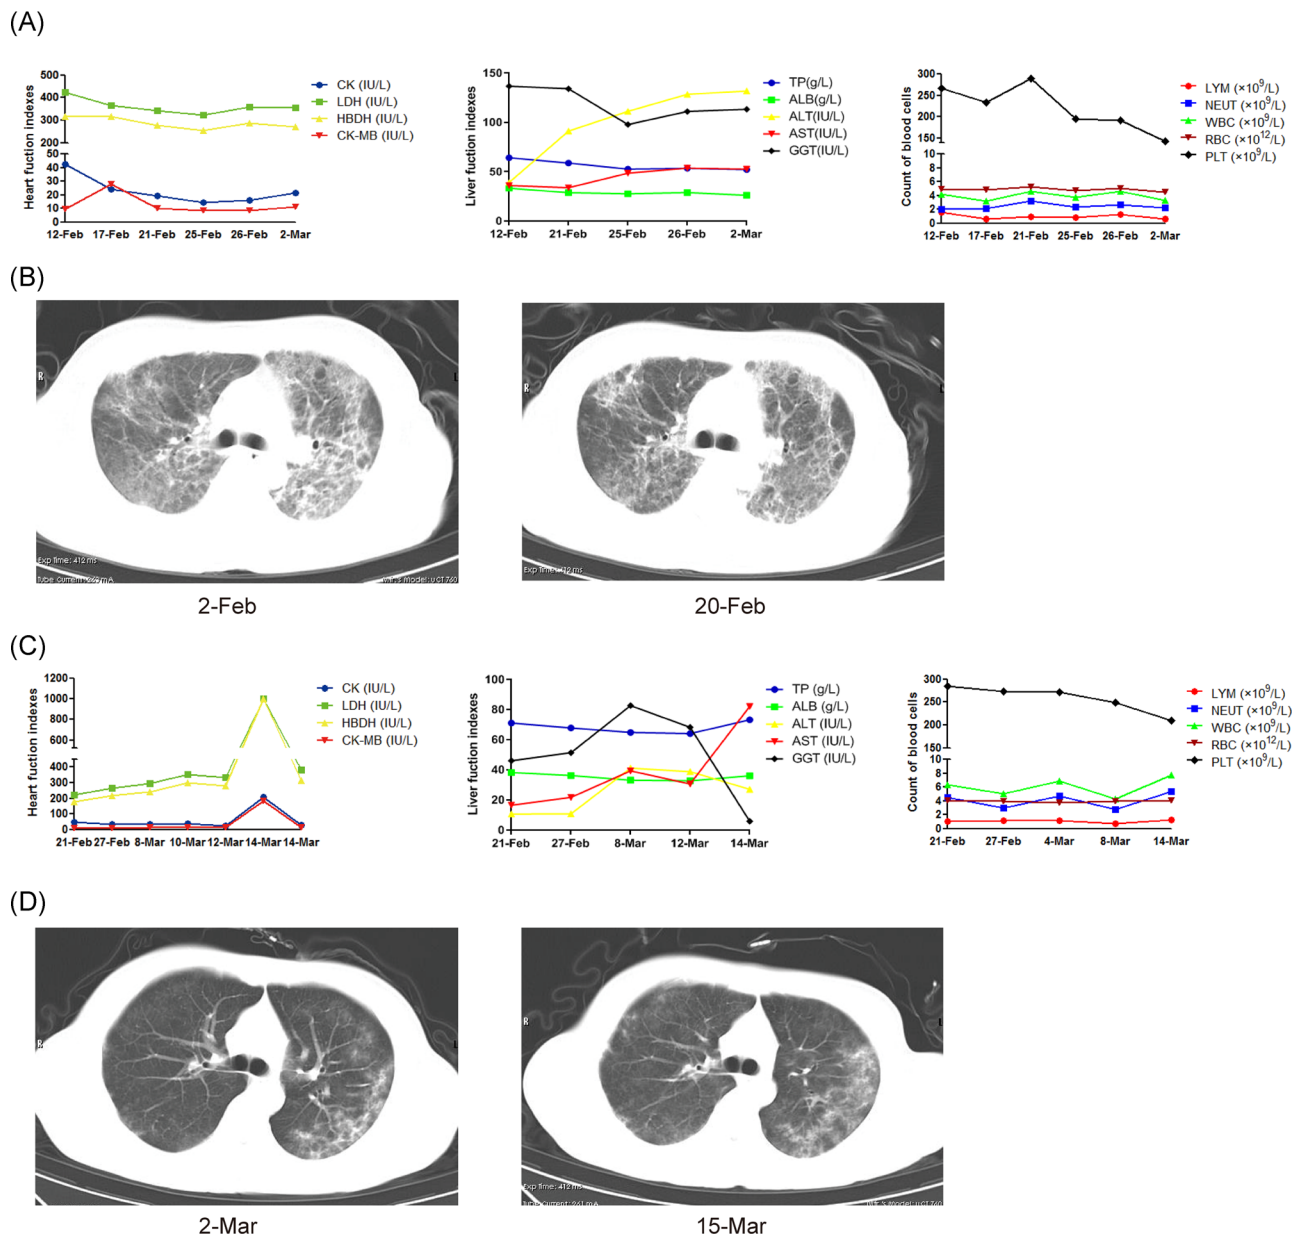 (A)
Heart fuction indexes
500
400
300
200
50
40
30
20
10
0
12-Feb 17-Feb 21-Feb 25-Feb 26-Feb 2-Mar
CK (IU/L)
LDH (IU/L)
HBDH (IU/L)
CK-MB (IU/L)
Liver fuction indexes
150
100
50
0
12-Feb 21-Feb 25-Feb 26-Feb 2-Mar
TP(g/L)
ALB(g/L)
ALT(IU/L)
AST(IU/L)
GGT(IU/L)
Count of blood cells
300
250
200
150
10
8
6
4
2
0
12-Feb 17-Feb 21-Feb 25-Feb 26-Feb 2-Mar
LYM (×10⁹/L)
NEUT (×10⁹/L)
WBC (×10⁹/L)
RBC (×10¹²/L)
PLT (×10⁹/L)
(B)
R
L
Exp Time: 412 ms
R
L
Exp Time:
2-Feb
20-Feb
(C)
Heart fuction indexes
1200
1000
800
600
400
300
200
100
0
21-Feb 27-Feb 8-Mar 10-Mar 12-Mar 14-Mar 14-Mar
CK (IU/L)
LDH (IU/L)
HBDH (IU/L)
CK-MB (IU/L)
Liver fuction indexes
100
80
60
40
20
0
21-Feb 27-Feb 8-Mar 12-Mar 14-Mar
TP (g/L)
ALB (g/L)
ALT (IU/L)
AST (IU/L)
GGT (IU/L)
Count of blood cells
300
250
200
150
10
8
6
4
2
0
21-Feb 27-Feb 4-Mar 8-Mar 14-Mar
LYM (×10⁹/L)
NEUT (×10⁹/L)
WBC (×10⁹/L)
RBC (×10¹²/L)
PLT (×10⁹/L)
(D)
R
L
R
L
Exp Time: 412 ms
2-Mar
15-Mar